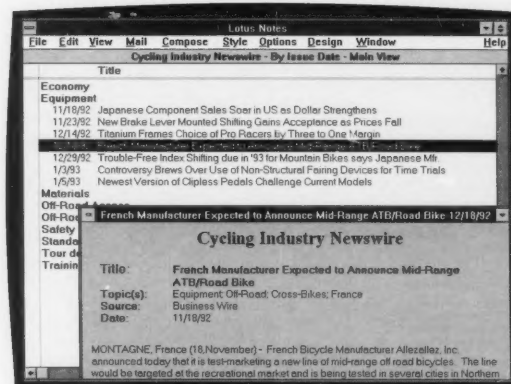 Lotus Notes
File Edit View Mail Compose Style Options Design Window Help
Cycling Industry Newswire - By Issue Date - Main View
Title
Economy
Equipment
11/18/92 Japanese Component Sales Soar in US as Dollar Strengthens
11/23/92 New Brake Lever Mounted Shifting Gains Acceptance as Prices Fall
12/14/92 Titanium Frames Choice of Pro Racers by Three to One Margin
12/29/92 Trouble-Free Index Shifting due in '93 for Mountain Bikes says Japanese Mfr.
1/3/93 Controversy Brews Over Use of Non-Structural Fairing Devices for Time Trials
1/5/93 Newest Version of Clipless Pedals Challenge Current Models
Materials
Off-Road
Off-Roa
Safety
Standa
Tour de
Training
French Manufacturer Expected to Announce Mid-Range ATB/Road Bike 12/18/92
Cycling Industry Newswire
Title: French Manufacturer Expected to Announce Mid-Range
ATB/Road Bike
Topic(s): Equipment; Off-Road; Cross-Bikes; France
Source: Business Wire
Date: 11/18/92
MONTAGNE, France (18,November) - French Bicycle Manufacturer Allezallez, Inc.
announced today that it is test-marketing a new line of mid-range off road bicycles. The line
would be targeted at the recreational market and is being tested in several cities in Northern